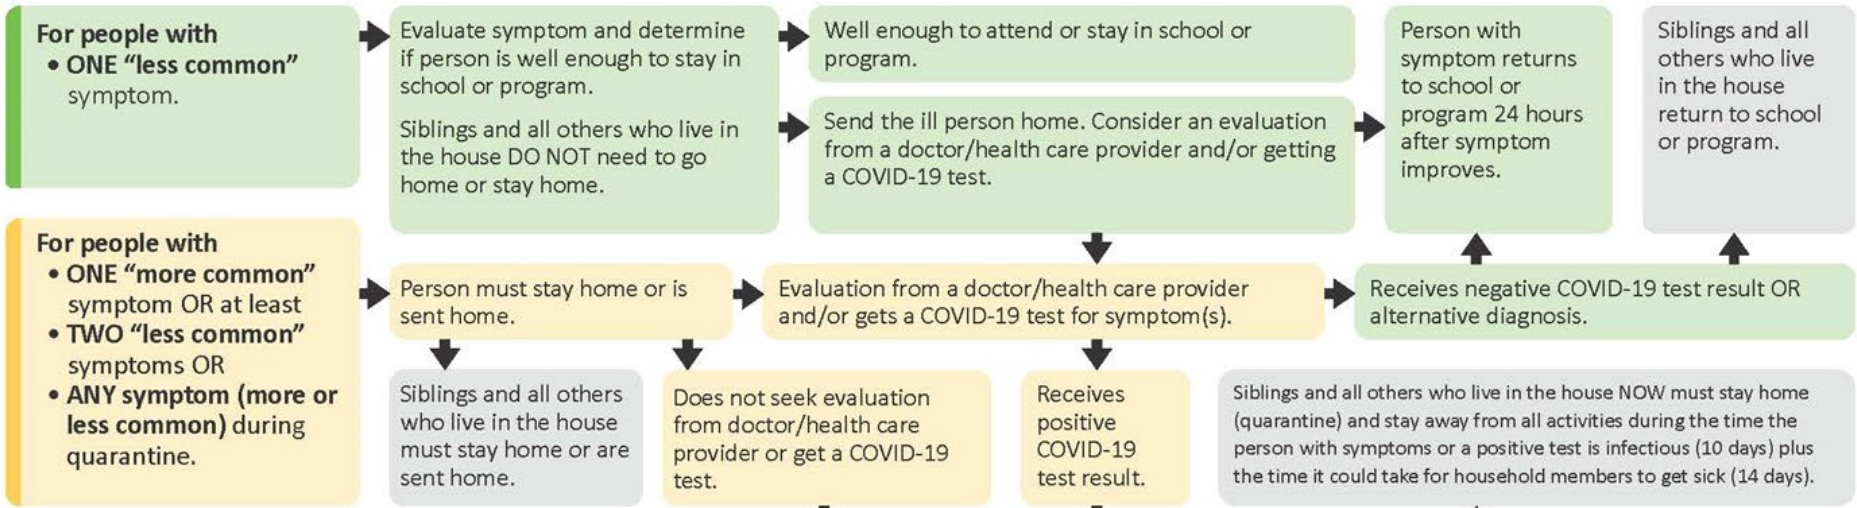 For people with
• ONE “less common”
symptom.
Evaluate symptom and determine
if person is well enough to stay in
school or program.
Siblings and all others who live in
the house DO NOT need to go
home or stay home.
Well enough to attend or stay in school or
program.
Send the ill person home. Consider an evaluation
from a doctor/health care provider and/or getting
a COVID-19 test.
Person with
symptom returns
to school or
program 24 hours
after symptom
improves.
Siblings and all
others who live
in the house
return to school
or program.
For people with
• ONE “more common”
symptom OR at least
• TWO “less common”
symptoms OR
• ANY symptom (more or
less common) during
quarantine.
Person must stay home or is
sent home.
Evaluation from a doctor/health care provider
and/or gets a COVID-19 test for symptom(s).
Receives negative COVID-19 test result OR
alternative diagnosis.
Siblings and all others
who live in the house
must stay home or are
sent home.
Does not seek evaluation
from doctor/health care
provider or get a COVID-19
test.
Receives
positive
COVID-19
test result.
Siblings and all others who live in the house NOW must stay home
(quarantine) and stay away from all activities during the time the
person with symptoms or a positive test is infectious (10 days) plus
the time it could take for household members to get sick (14 days).